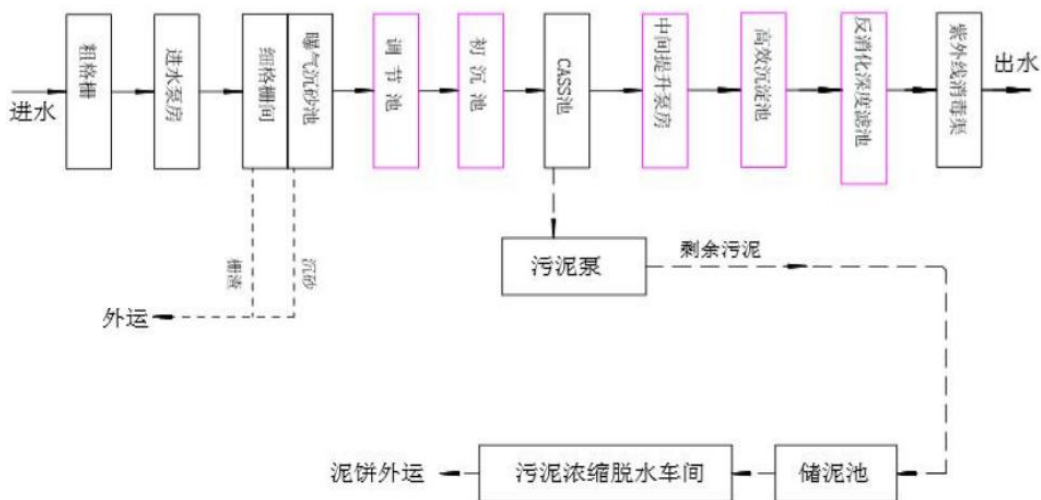 进水
粗格栅
进水泵房
细格栅间
曝气沉砂池
调节池
初沉池
CASS池
中间提升泵房
高效沉淀池
反消化深度滤池
紫外线消毒渠
出水
栅渣
沉砂
外运
污泥泵
剩余污泥
泥饼外运
污泥浓缩脱水车间
储泥池